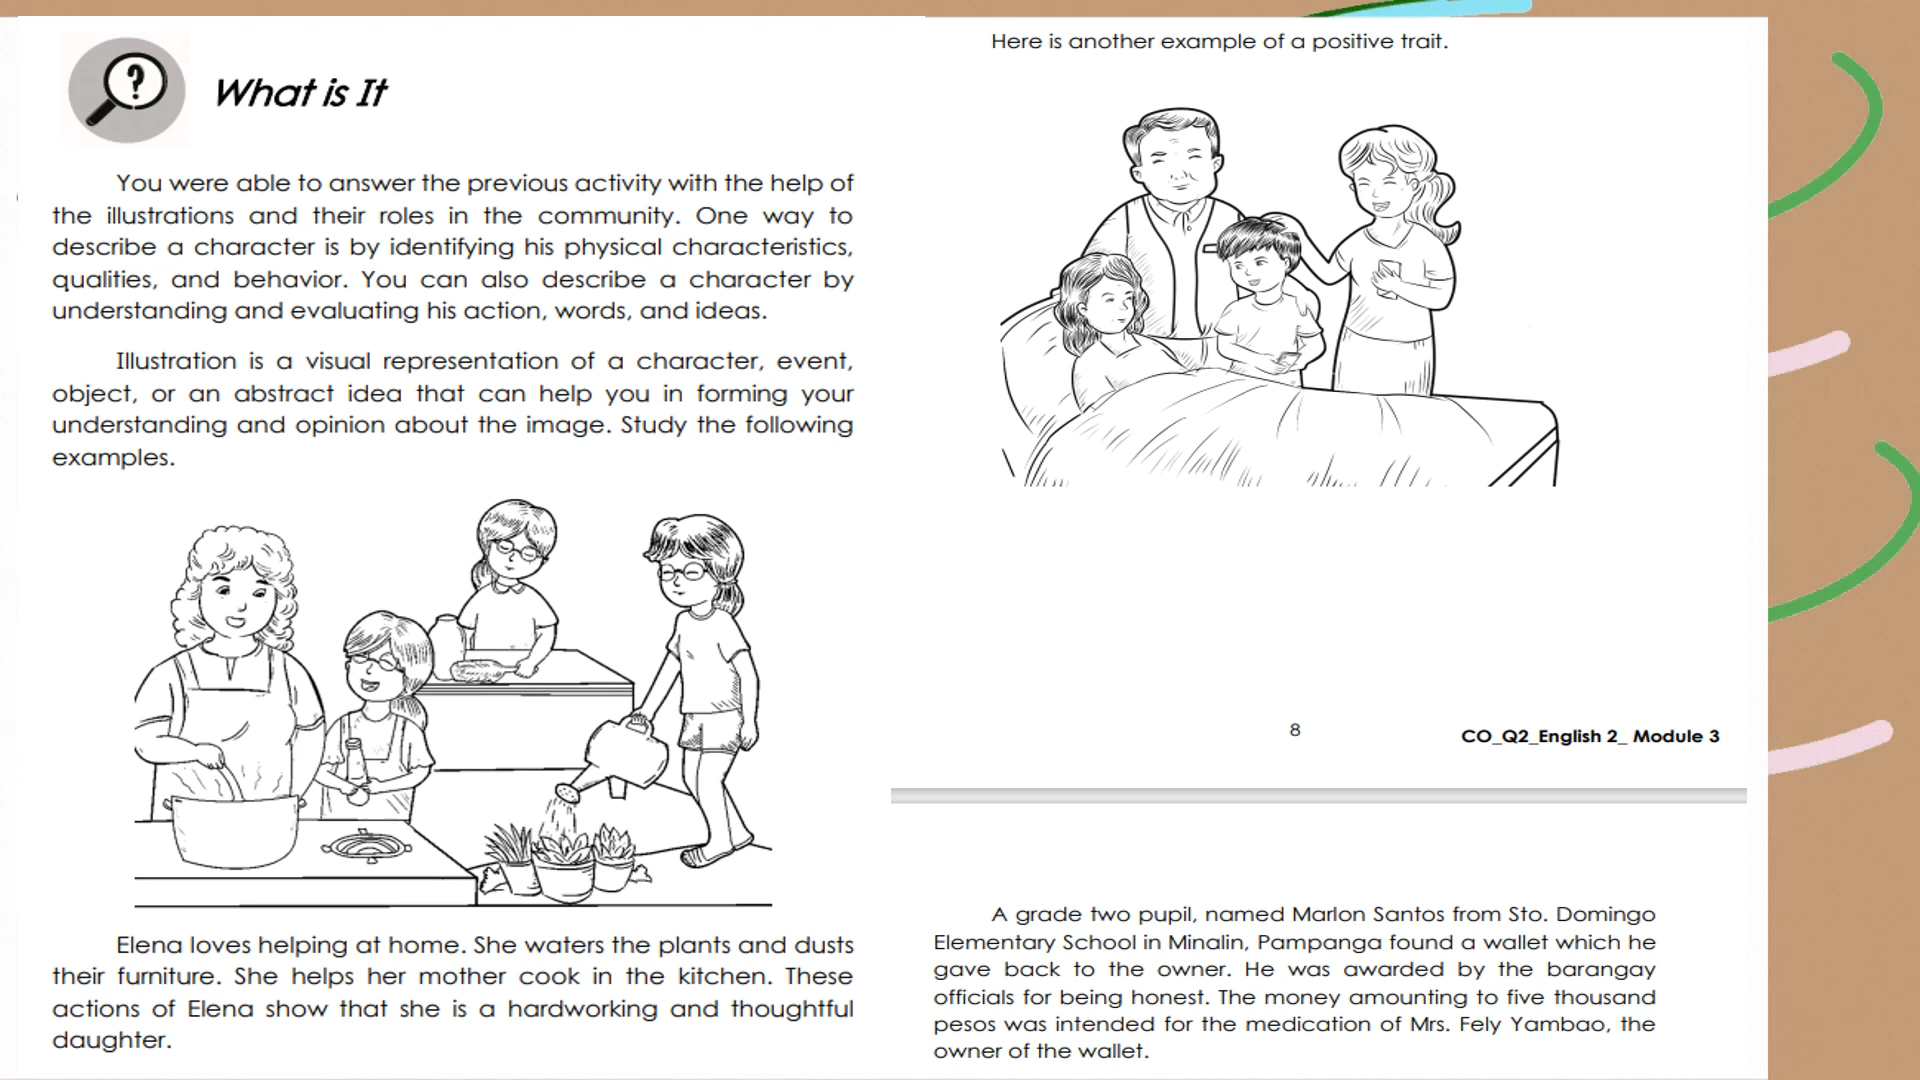 ?
What is It
You were able to answer the previous activity with the help of
the illustrations and their roles in the community. One way to
describe a character is by identifying his physical characteristics,
qualities, and behavior. You can also describe a character by
understanding and evaluating his action, words, and ideas.
Illustration is a visual representation of a character, event,
object, or an abstract idea that can help you in forming your
understanding and opinion about the image. Study the following
examples.
Elena loves helping at home. She waters the plants and dusts
their furniture. She helps her mother cook in the kitchen. These
actions of Elena show that she is a hardworking and thoughtful
daughter.
Here is another example of a positive trait.
8
CO_Q2_English 2_ Module 3
A grade two pupil, named Marlon Santos from Sto. Domingo
Elementary School in Minalin, Pampanga found a wallet which he
gave back to the owner. He was awarded by the barangay
officials for being honest. The money amounting to five thousand
pesos was intended for the medication of Mrs. Fely Yambao, the
owner of the wallet.